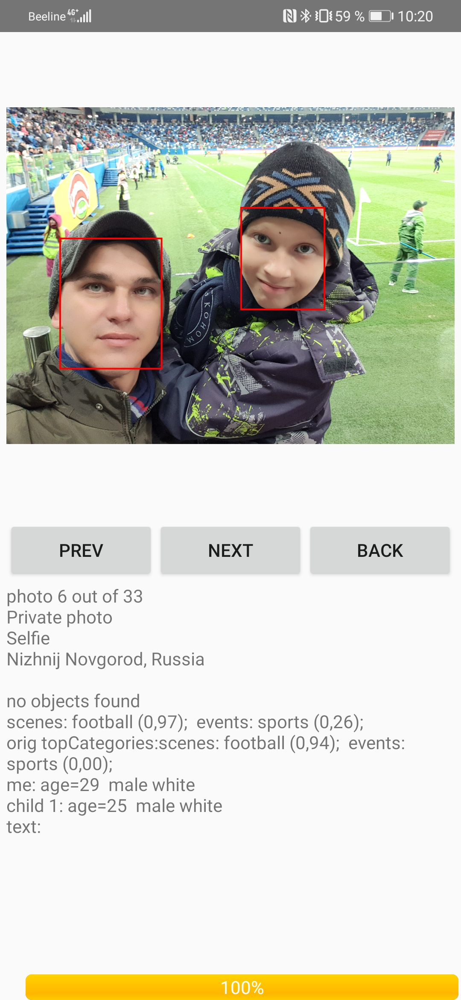 Beeline 4G+ 59 % 10:20
КОНОМ
PREV NEXT BACK
photo 6 out of 33
Private photo
Selfie
Nizhnij Novgorod, Russia
no objects found
scenes: football (0,97);  events: sports (0,26);
orig topCategories:scenes: football (0,94);  events:
sports (0,00);
me: age=29  male white
child 1: age=25  male white
text:
100%